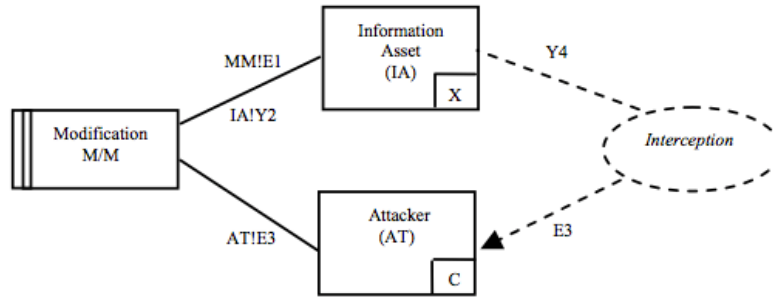 Information
Asset
(IA)
X
Y4
MM!E1
IA!Y2
Modification
M/M
Interception
Attacker
(AT)
C
AT!E3
E3